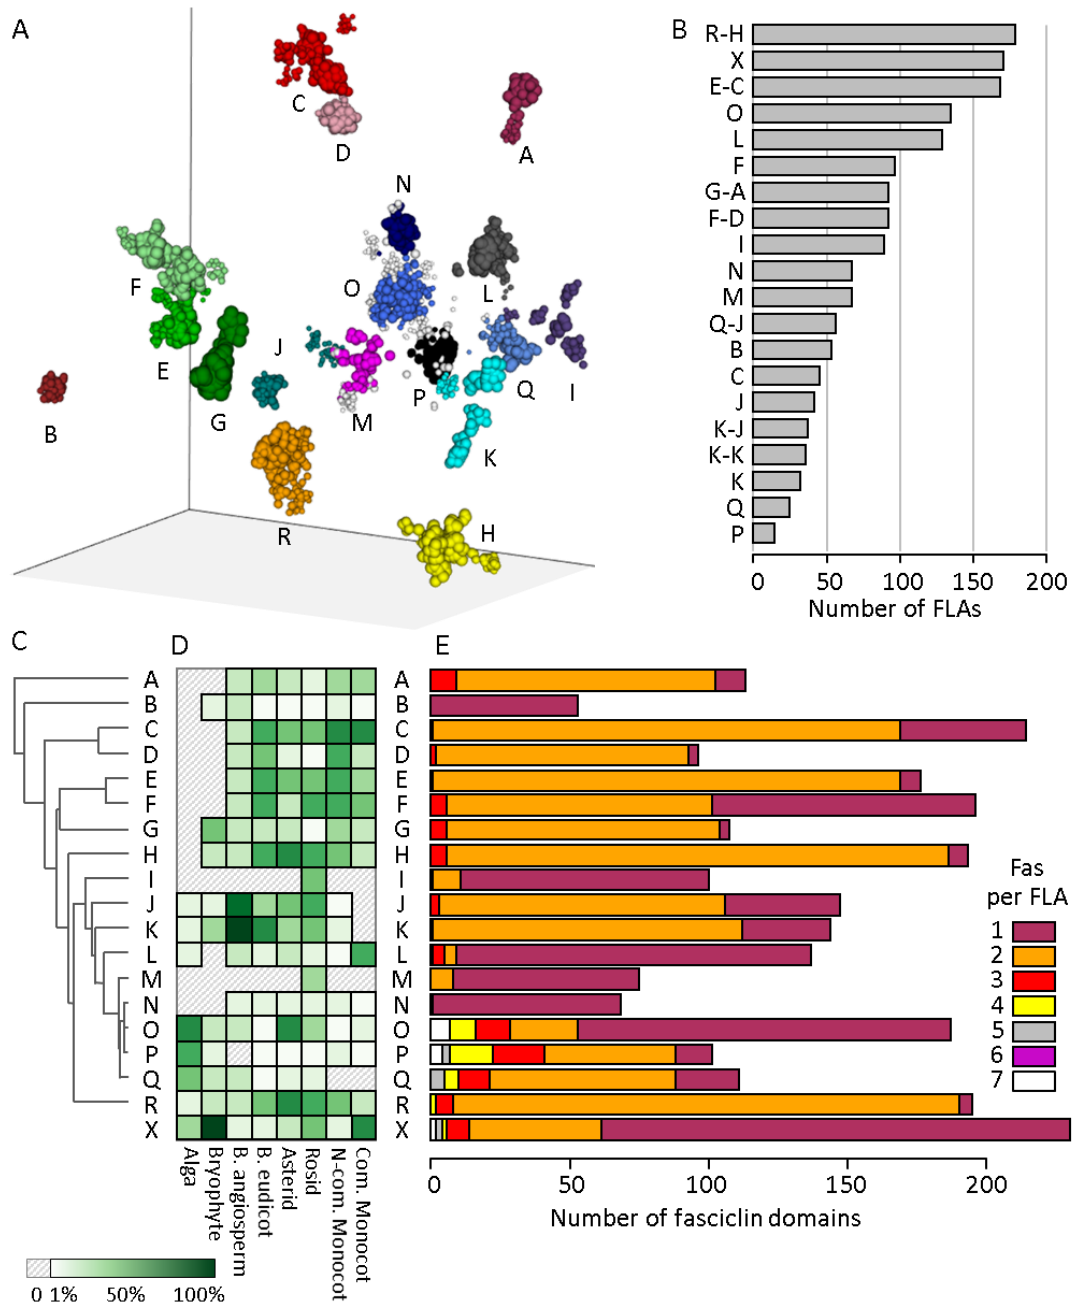 A
C
D
A
N
F
O
L
E
J
B
G
M
P
Q
I
K
R
H
B
R-H
X
E-C
O
L
F
G-A
F-D
I
N
M
Q-J
B
C
J
K-J
K-K
K
Q
P
0 50 100 150 200
Number of FLAs
C
A
B
C
D
E
F
G
H
I
J
K
L
M
N
O
P
Q
R
X
D
Alga
Bryophyte
B. angiosperm
B. eudicot
Asterid
Rosid
N-com. Monocot
Com. Monocot
0 1% 50% 100%
E
A
B
C
D
E
F
G
H
I
J
K
L
M
N
O
P
Q
R
X
0 50 100 150 200
Number of fasciclin domains
Fas
per FLA
1
2
3
4
5
6
7